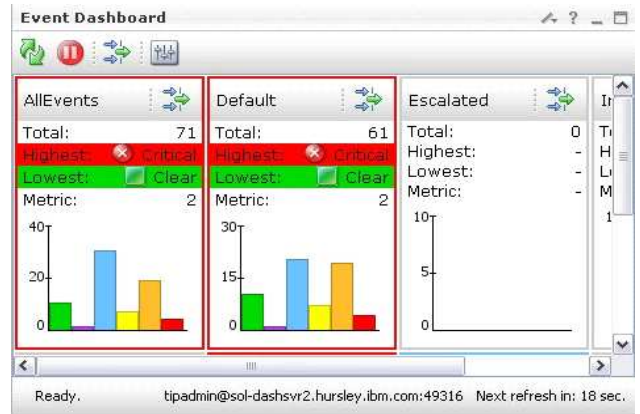 Event Dashboard
?
AllEvents
Total: 71
Highest: Critical
Lowest: Clear
Metric: 2
40
20
0
Default
Total: 61
Highest: Critical
Lowest: Clear
Metric: 2
30
15
0
Escalated
Total: 0
Highest: -
Lowest: -
Metric: -
10
5
0
Ready.
tipadmin@sol-dashsvr2.hursley.ibm.com:49316
Next refresh in: 18 sec.